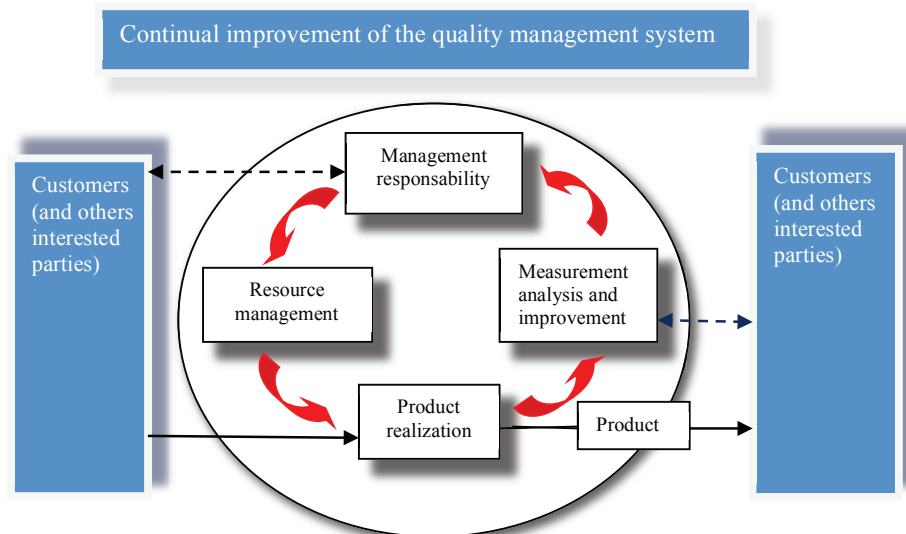 Continual improvement of the quality management system
Customers
(and others
interested
parties)
Management
responsability
Customers
(and others
interested
parties)
Resource
management
Measurement
analysis and
improvement
Product
realization
Product